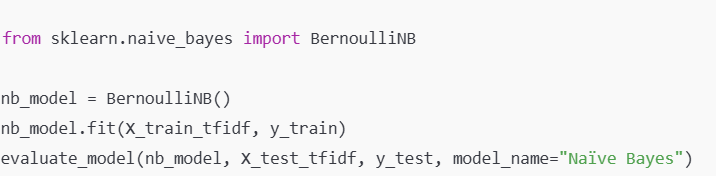 from sklearn.naive_bayes import BernoulliNB
nb_model = BernoulliNB()
nb_model.fit(X_train_tfidf, y_train)
evaluate_model(nb_model, X_test_tfidf, y_test, model_name="Naïve Bayes")